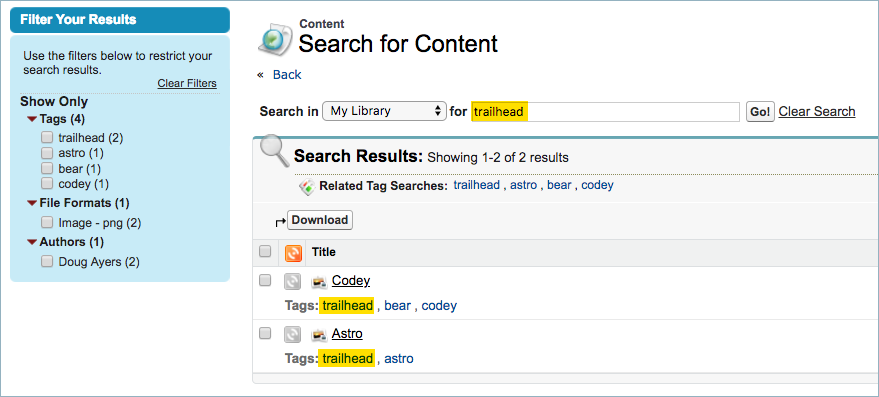 Filter Your Results
Use the filters below to restrict your
search results.
Clear Filters
Show Only
Tags (4)
trailhead (2)
astro (1)
bear (1)
codey (1)
File Formats (1)
Image - png (2)
Authors (1)
Doug Ayers (2)
Content
Search for Content
« Back
Search in My Library for trailhead Go! Clear Search
Search Results: Showing 1-2 of 2 results
Related Tag Searches: trailhead , astro , bear , codey
Download
Title
Codey
Tags: trailhead , bear , codey
Astro
Tags: trailhead , astro